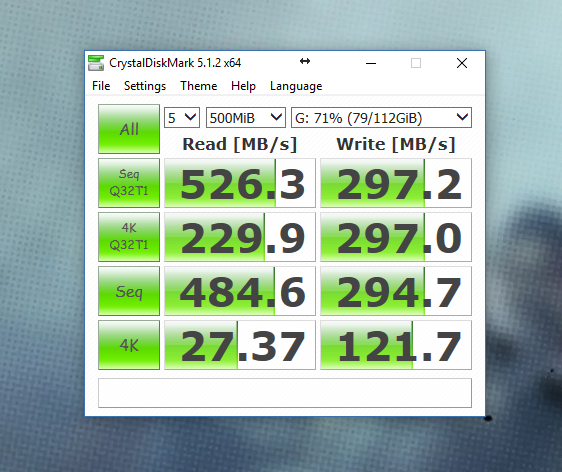 CrystalDiskMark 5.1.2 x64
File Settings Theme Help Language
All 5 500MiB G: 71% (79/112GiB)
Read [MB/s] Write [MB/s]
Seq Q32T1 526.3 297.2
4K Q32T1 229.9 297.0
Seq 484.6 294.7
4K 27.37 121.7